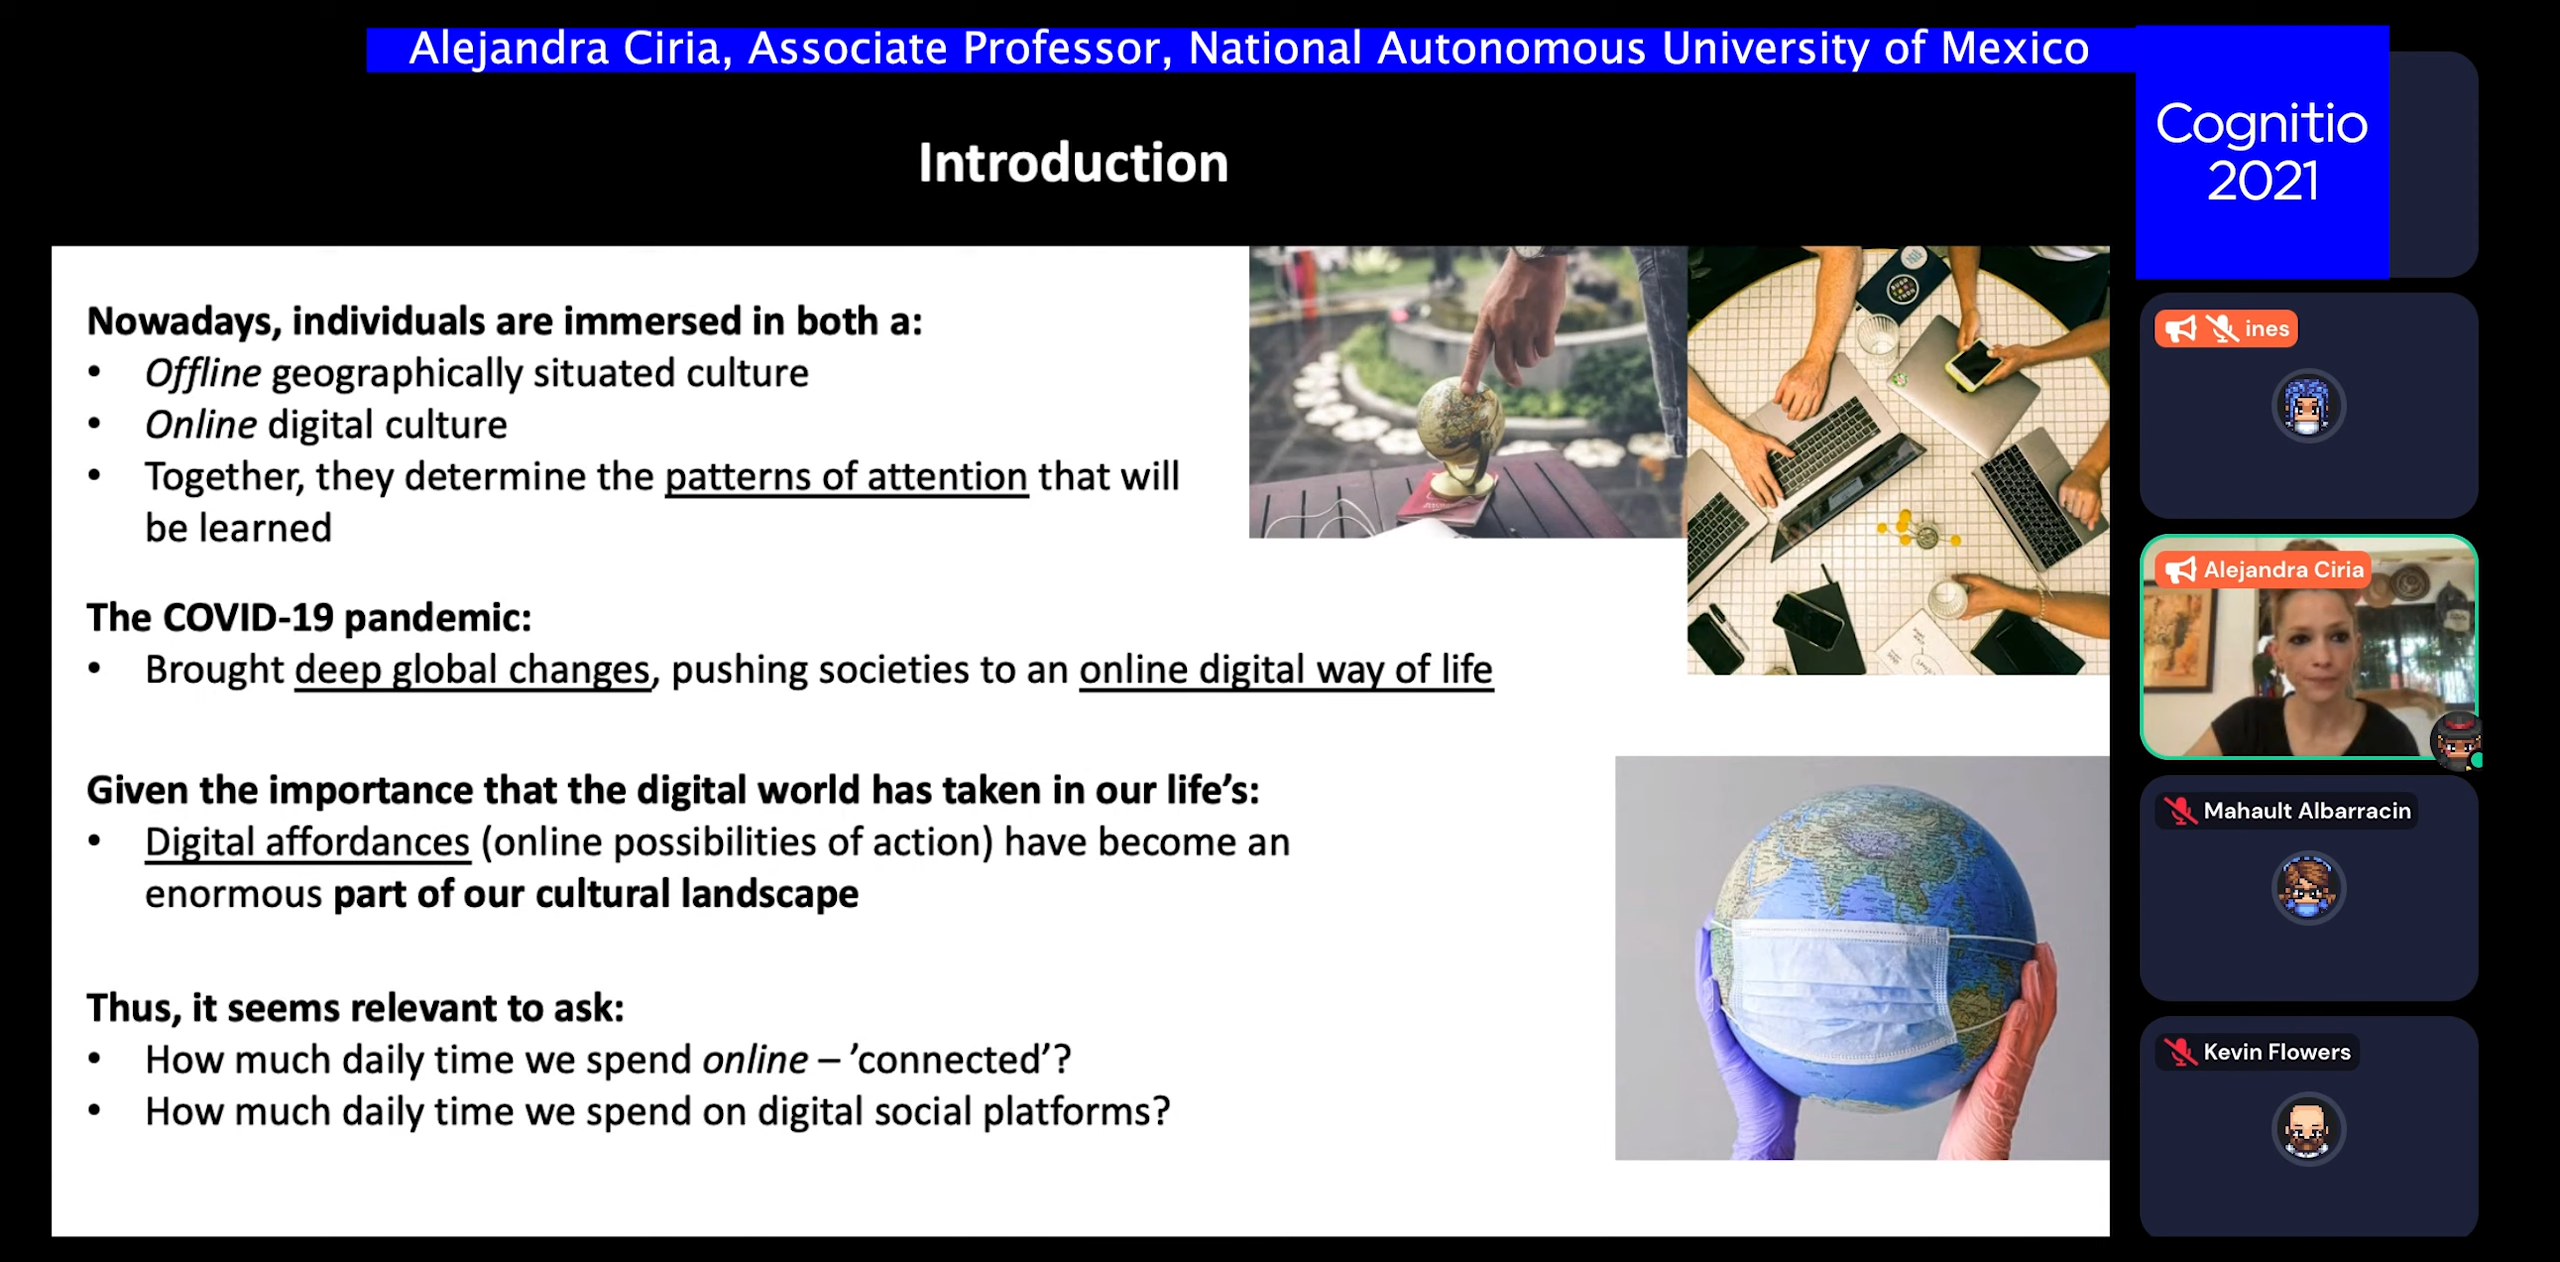 Alejandra Ciria, Associate Professor, National Autonomous University of Mexico
Cognitio
2021
Introduction
Nowadays, individuals are immersed in both a:
• Offline geographically situated culture
• Online digital culture
• Together, they determine the patterns of attention that will
be learned
The COVID-19 pandemic:
• Brought deep global changes, pushing societies to an online digital way of life
Given the importance that the digital world has taken in our life’s:
• Digital affordances (online possibilities of action) have become an
enormous part of our cultural landscape
Thus, it seems relevant to ask:
• How much daily time we spend online – ’connected’?
• How much daily time we spend on digital social platforms?
ines
Alejandra Ciria
Mahault Albarracin
Kevin Flowers